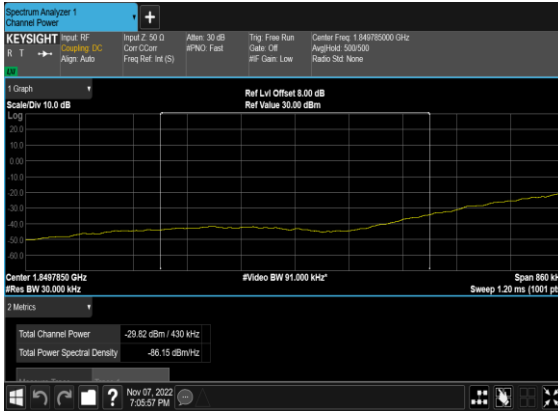 Spectrum Analyzer 1
Channel Power
+
KEYSIGHT
R T
Input: RF
Coupling: DC
Align: Auto
Input Z: 50 Ω
Corr CCorr
Freq Ref: Int (S)
Atten: 30 dB
#PNO: Fast
Trig: Free Run
Gate: Off
#IF Gain: Low
Center Freq: 1.849785000 GHz
Avg|Hold: 500/500
Radio Std: None
1 Graph
Scale/Div 10.0 dB
Ref Lvl Offset 8.00 dB
Ref Value 30.00 dBm
Log
20.0
10.0
0.00
-10.0
-20.0
-30.0
-40.0
-50.0
-60.0
Center 1.8497850 GHz
#Res BW 30.000 kHz
#Video BW 91.000 kHz*
Span 860 kH
Sweep 1.20 ms (1001 pt
2 Metrics
Total Channel Power -29.82 dBm / 430 kHz
Total Power Spectral Density -86.15 dBm/Hz
?
Nov 07, 2022
7:05:57 PM